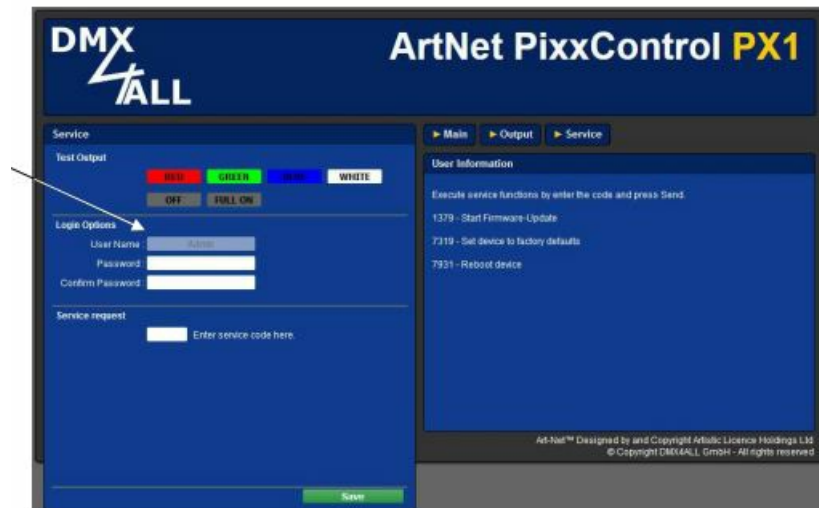 DMX
4
ALL
ArtNet PixxControl PX1
Service
Test Output
RED GREEN BLUE WHITE
OFF FULL ON
Login Options
User Name : Admin
Password :
Confirm Password :
Service request
Enter service code here.
Save
Main Output Service
User Information
Execute service functions by enter the code and press Send.
1379 - Start Firmware-Update
7319 - Set device to factory defaults
7931 - Reboot device
Art-Net™ Designed by and Copyright Artistic Licence Holdings Ltd
© Copyright DMX4ALL GmbH - All rights reserved